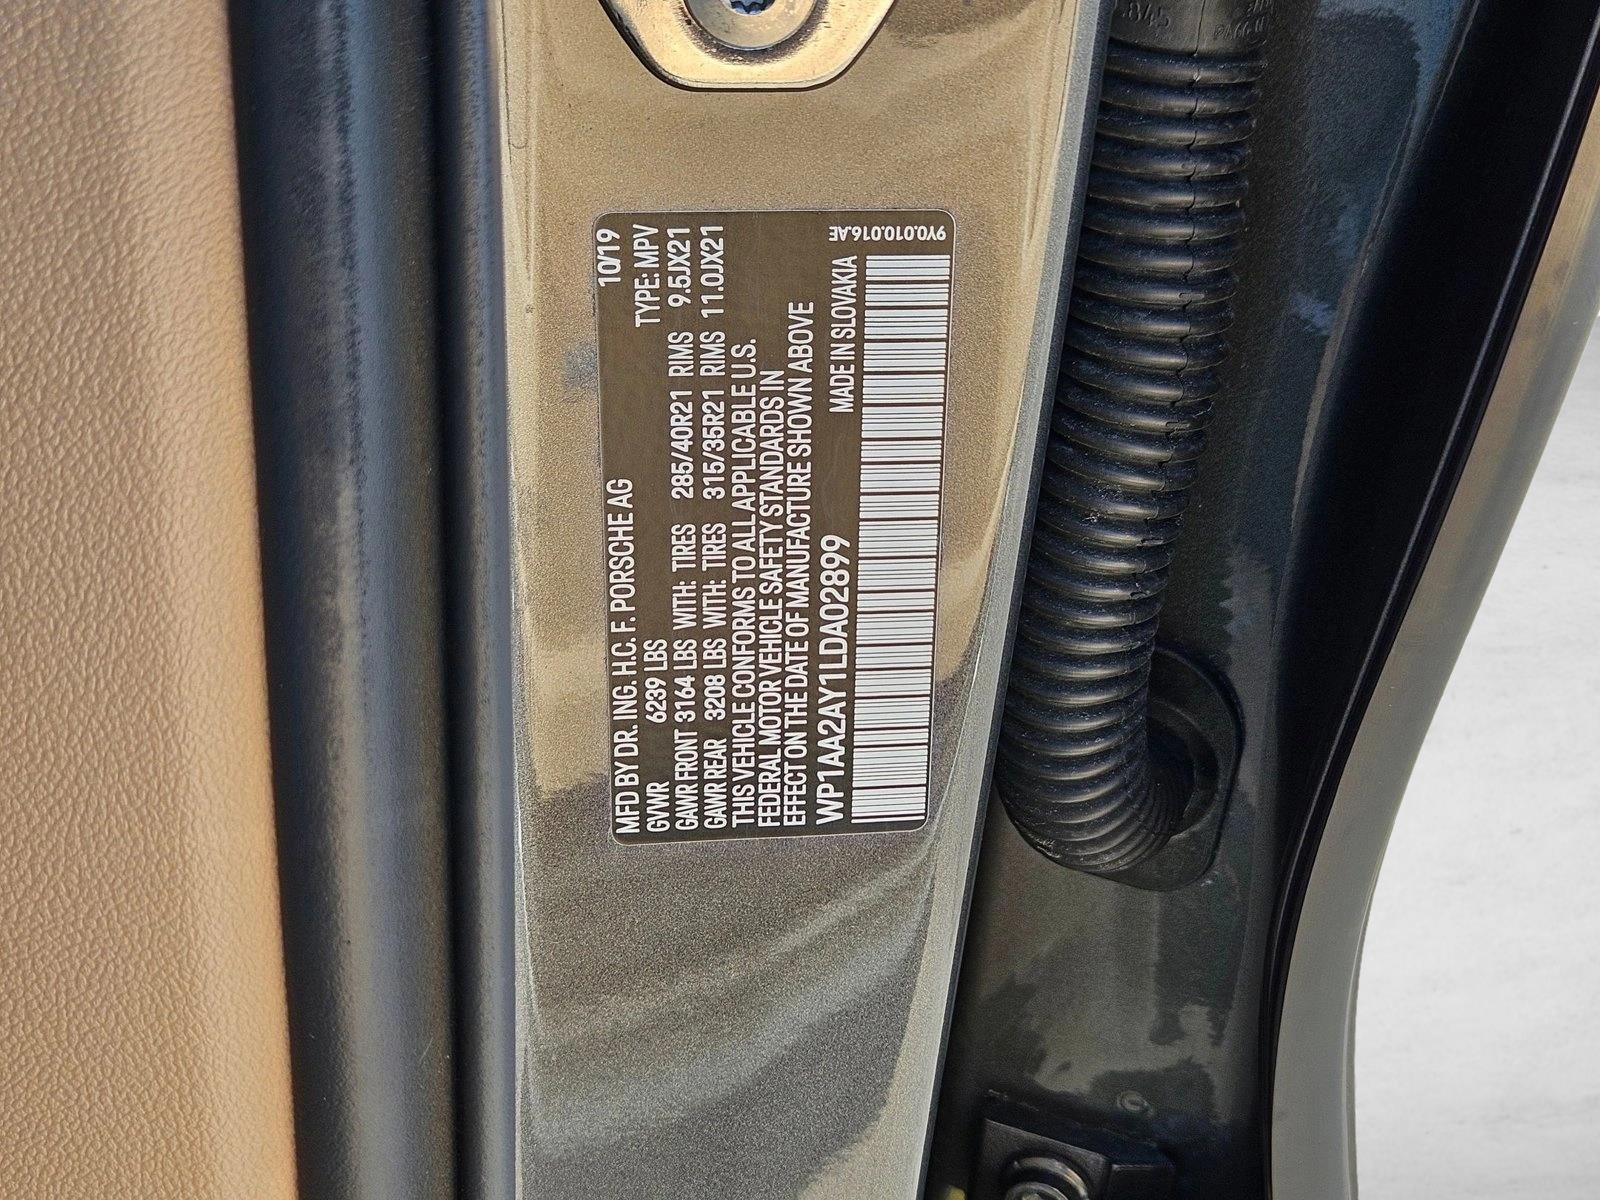 10/19
MFD BY DR. ING. H.C. F. PORSCHE AG TYPE: MPV
GVWR 6239 LBS
GAWR FRONT 3164 LBS WITH: TIRES 285/40R21 RIMS 9.5JX21
GAWR REAR 3208 LBS WITH: TIRES 315/35R21 RIMS 11.0JX21
THIS VEHICLE CONFORMS TO ALL APPLICABLE U.S.
FEDERAL MOTOR VEHICLE SAFETY STANDARDS IN
EFFECT ON THE DATE OF MANUFACTURE SHOWN ABOVE
WP1AA2AY1LDA02899 MADE IN SLOVAKIA
9Y0.010.016.AE
845